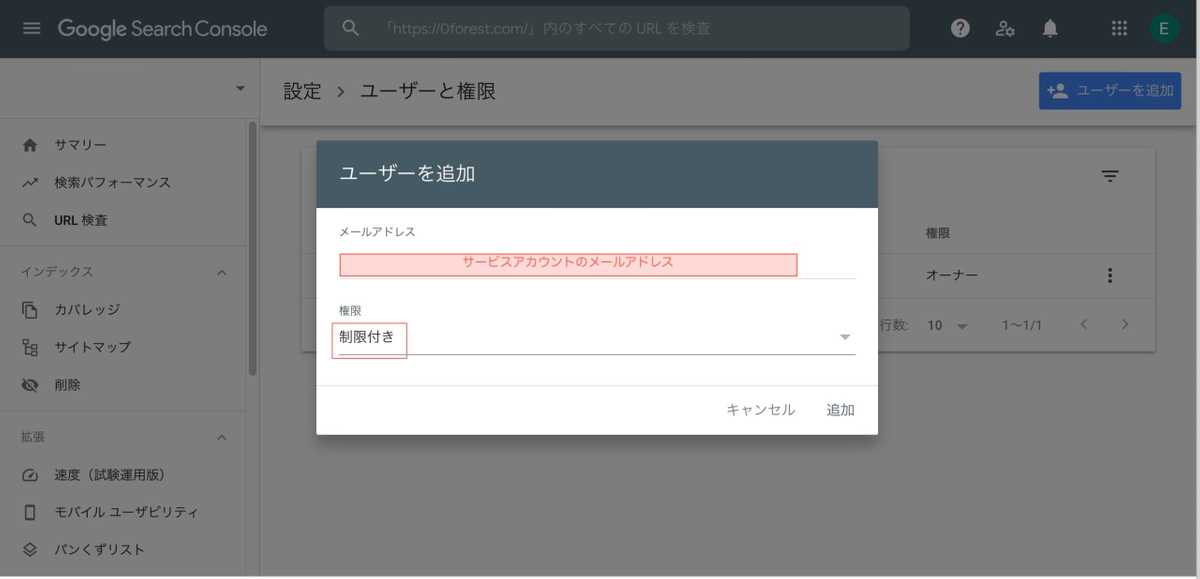 Google Search Console
「https://0forest.com/」内のすべての URL を検査
E
設定 › ユーザーと権限
ユーザーを追加
サマリー
検索パフォーマンス
URL 検査
インデックス
カバレッジ
サイトマップ
削除
拡張
速度（試験運用版）
モバイル ユーザビリティ
パンくずリスト
ユーザーを追加
メールアドレス
サービスアカウントのメールアドレス
権限
制限付き
キャンセル 追加
権限
オーナー
行数: 10 1～1/1